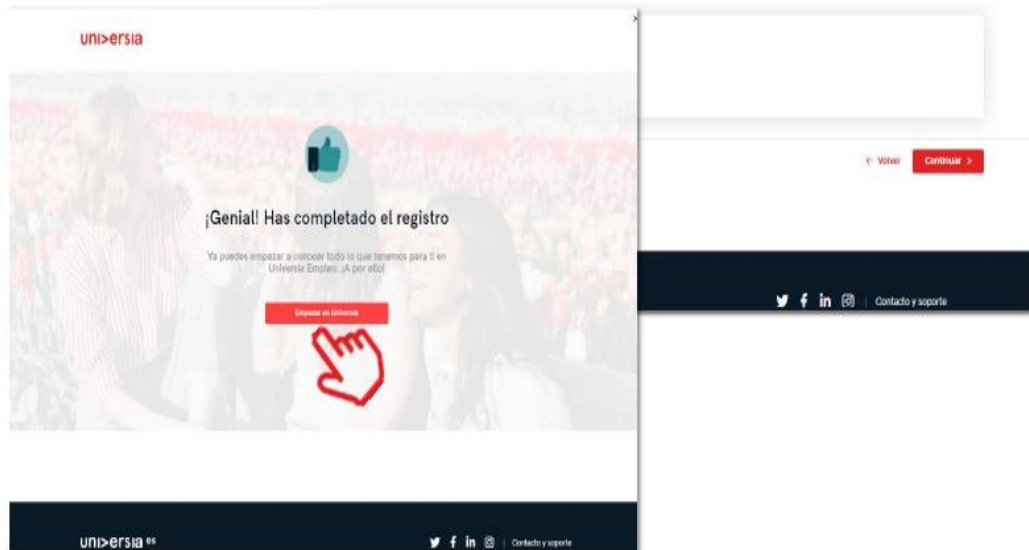 uni>ersia
¡Genial! Has completado el registro
Ya puedes empezar a conocer todo lo que tenemos para ti en
Universia Empleo. ¡A por ello!
Empezar en Universia
← Volver
Continuar >
Contacto y soporte
uni>ersia es
Contacto y soporte